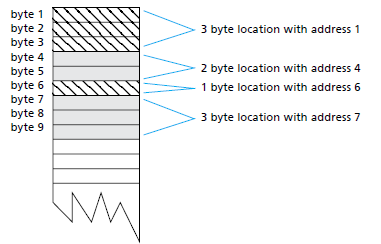 byte 1
byte 2
byte 3
byte 4
byte 5
byte 6
byte 7
byte 8
byte 9
3 byte location with address 1
2 byte location with address 4
1 byte location with address 6
3 byte location with address 7